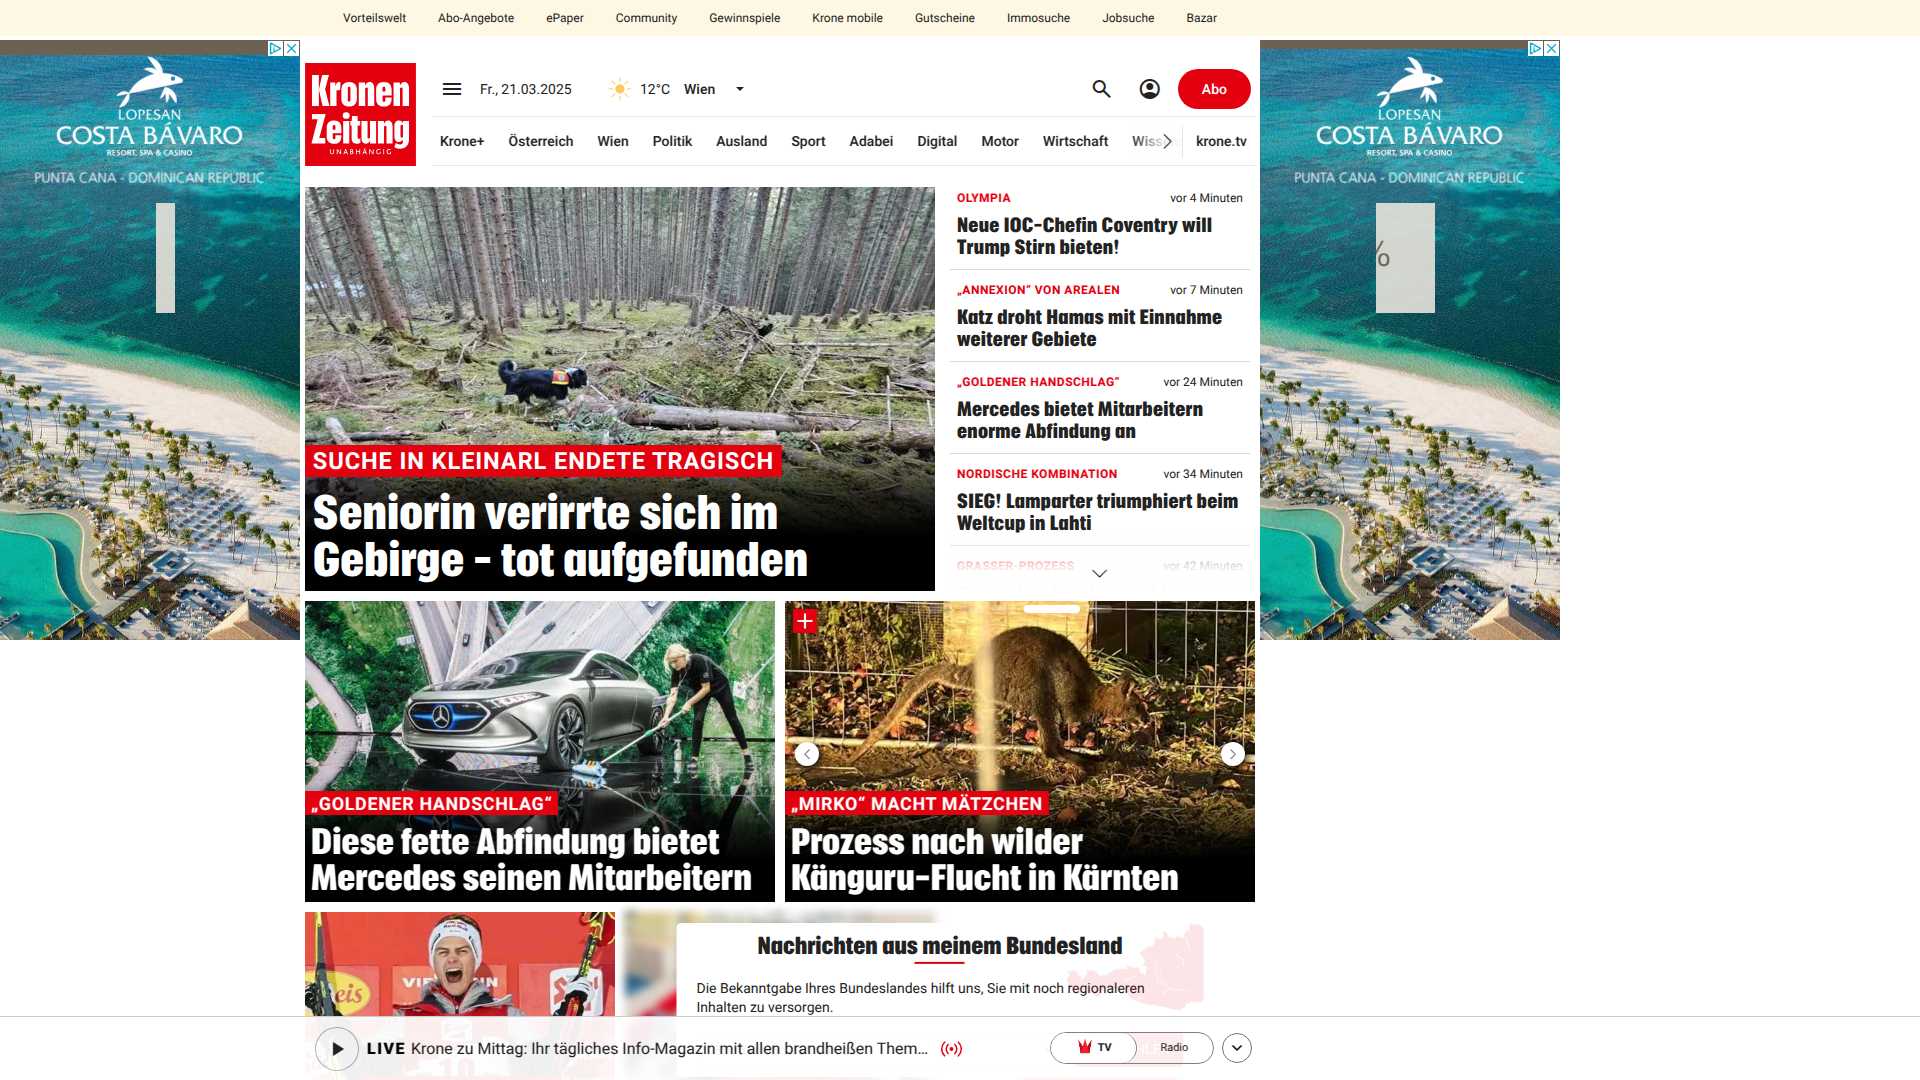 Vorteilswelt Abo-Angebote ePaper Community Gewinnspiele Krone mobile Gutscheine Immosuche Jobsuche Bazar
LOPESAN
COSTA BÁVARO
RESORT, SPA & CASINO
PUNTA CANA - DOMINICAN REPUBLIC
Kronen
Zeitung
UNABHÄNGIG
Fr., 21.03.2025 12°C Wien Abo
Krone+ Österreich Wien Politik Ausland Sport Adabei Digital Motor Wirtschaft krone.tv
LOPESAN
COSTA BÁVARO
RESORT, SPA & CASINO
PUNTA CANA - DOMINICAN REPUBLIC
%
SUCHE IN KLEINARL ENDETE TRAGISCH
Seniorin verirrte sich im
Gebirge – tot aufgefunden
OLYMPIA vor 4 Minuten
Neue IOC-Chefin Coventry will
Trump Stirn bieten!
„ANNEXION“ VON AREALEN vor 7 Minuten
Katz droht Hamas mit Einnahme
weiterer Gebiete
„GOLDENER HANDSCHLAG“ vor 24 Minuten
Mercedes bietet Mitarbeitern
enorme Abfindung an
NORDISCHE KOMBINATION vor 34 Minuten
SIEG! Lamparter triumphiert beim
Weltcup in Lahti
GRASSER-PROZESS vor 42 Minuten
„GOLDENER HANDSCHLAG“
Diese fette Abfindung bietet
Mercedes seinen Mitarbeitern
„MIRKO“ MACHT MÄTZCHEN
Prozess nach wilder
Känguru-Flucht in Kärnten
Nachrichten aus meinem Bundesland
Die Bekanntgabe Ihres Bundeslandes hilft uns, Sie mit noch regionaleren
Inhalten zu versorgen.
LIVE Krone zu Mittag: Ihr tägliches Info-Magazin mit allen brandheißen Them... TV Radio